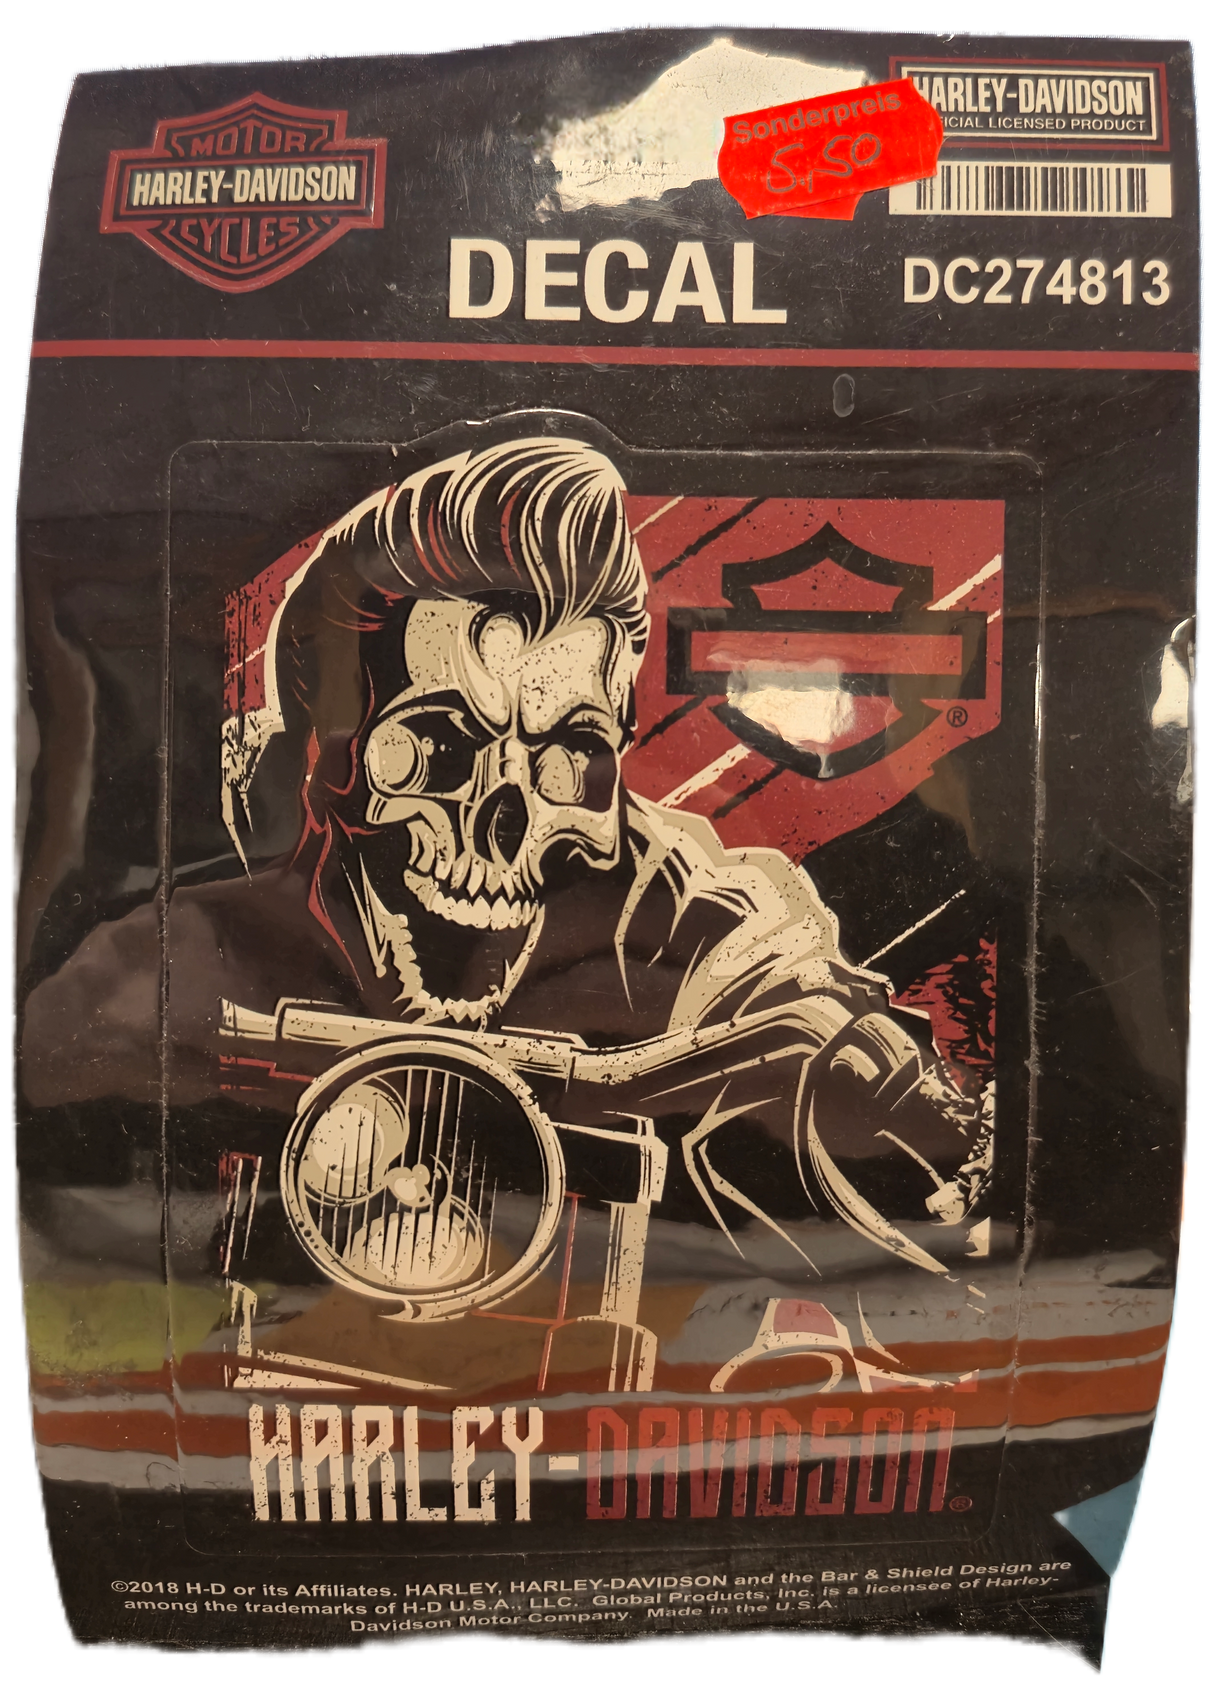 MOTOR
HARLEY-DAVIDSON
CYCLES
Sonderpreis
5,50
HARLEY-DAVIDSON
LICENSED PRODUCT
DECAL
DC274813
®
HARLEY-DAVIDSON®
©2018 H-D or its Affiliates. HARLEY, HARLEY-DAVIDSON and the Bar & Shield Design are
among the trademarks of H-D U.S.A., LLC. Global Products, Inc. is a licensee of Harley-
Davidson Motor Company. Made in the U.S.A.